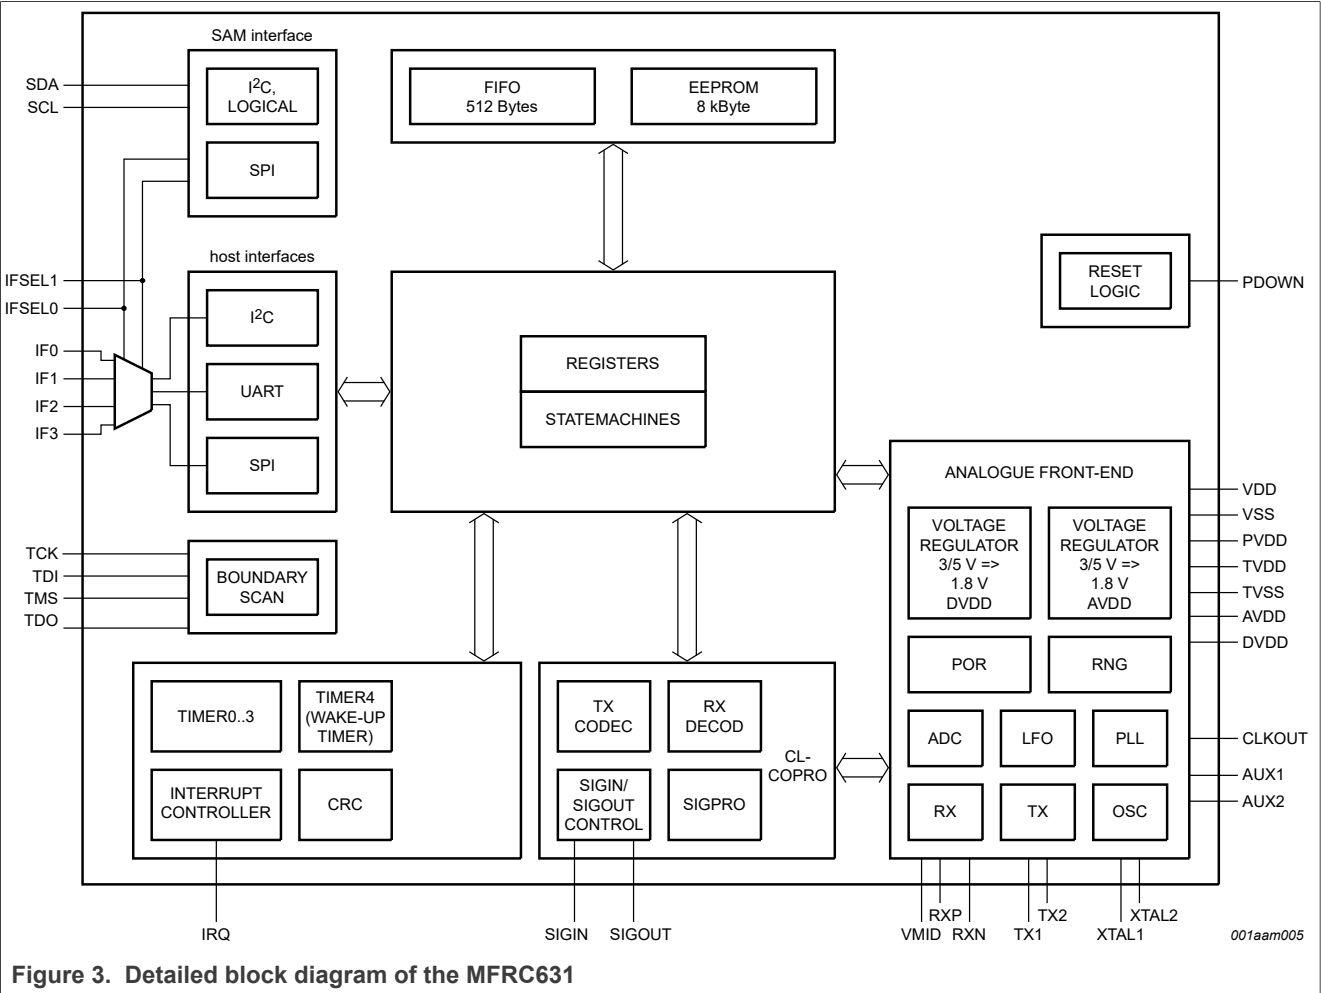 SAM interface
SDA
SCL
I2C,
LOGICAL
SPI
FIFO
512 Bytes
EEPROM
8 kByte
host interfaces
IFSEL1
IFSEL0
IF0
IF1
IF2
IF3
I2C
UART
SPI
REGISTERS
STATEMACHINES
RESET
LOGIC
PDOWN
TCK
TDI
TMS
TDO
BOUNDARY
SCAN
ANALOGUE FRONT-END
VOLTAGE
REGULATOR
3/5 V =>
1.8 V
DVDD
VOLTAGE
REGULATOR
3/5 V =>
1.8 V
AVDD
POR
RNG
ADC
LFO
PLL
RX
TX
OSC
VDD
VSS
PVDD
TVDD
TVSS
AVDD
DVDD
CLKOUT
AUX1
AUX2
TIMER0..3
TIMER4
(WAKE-UP
TIMER)
INTERRUPT
CONTROLLER
CRC
TX
CODEC
RX
DECOD
SIGIN/
SIGOUT
CONTROL
SIGPRO
CL-
COPRO
IRQ
SIGIN
SIGOUT
VMID
RXP
RXN
TX1
TX2
XTAL1
XTAL2
001aam005
Figure 3. Detailed block diagram of the MFRC631